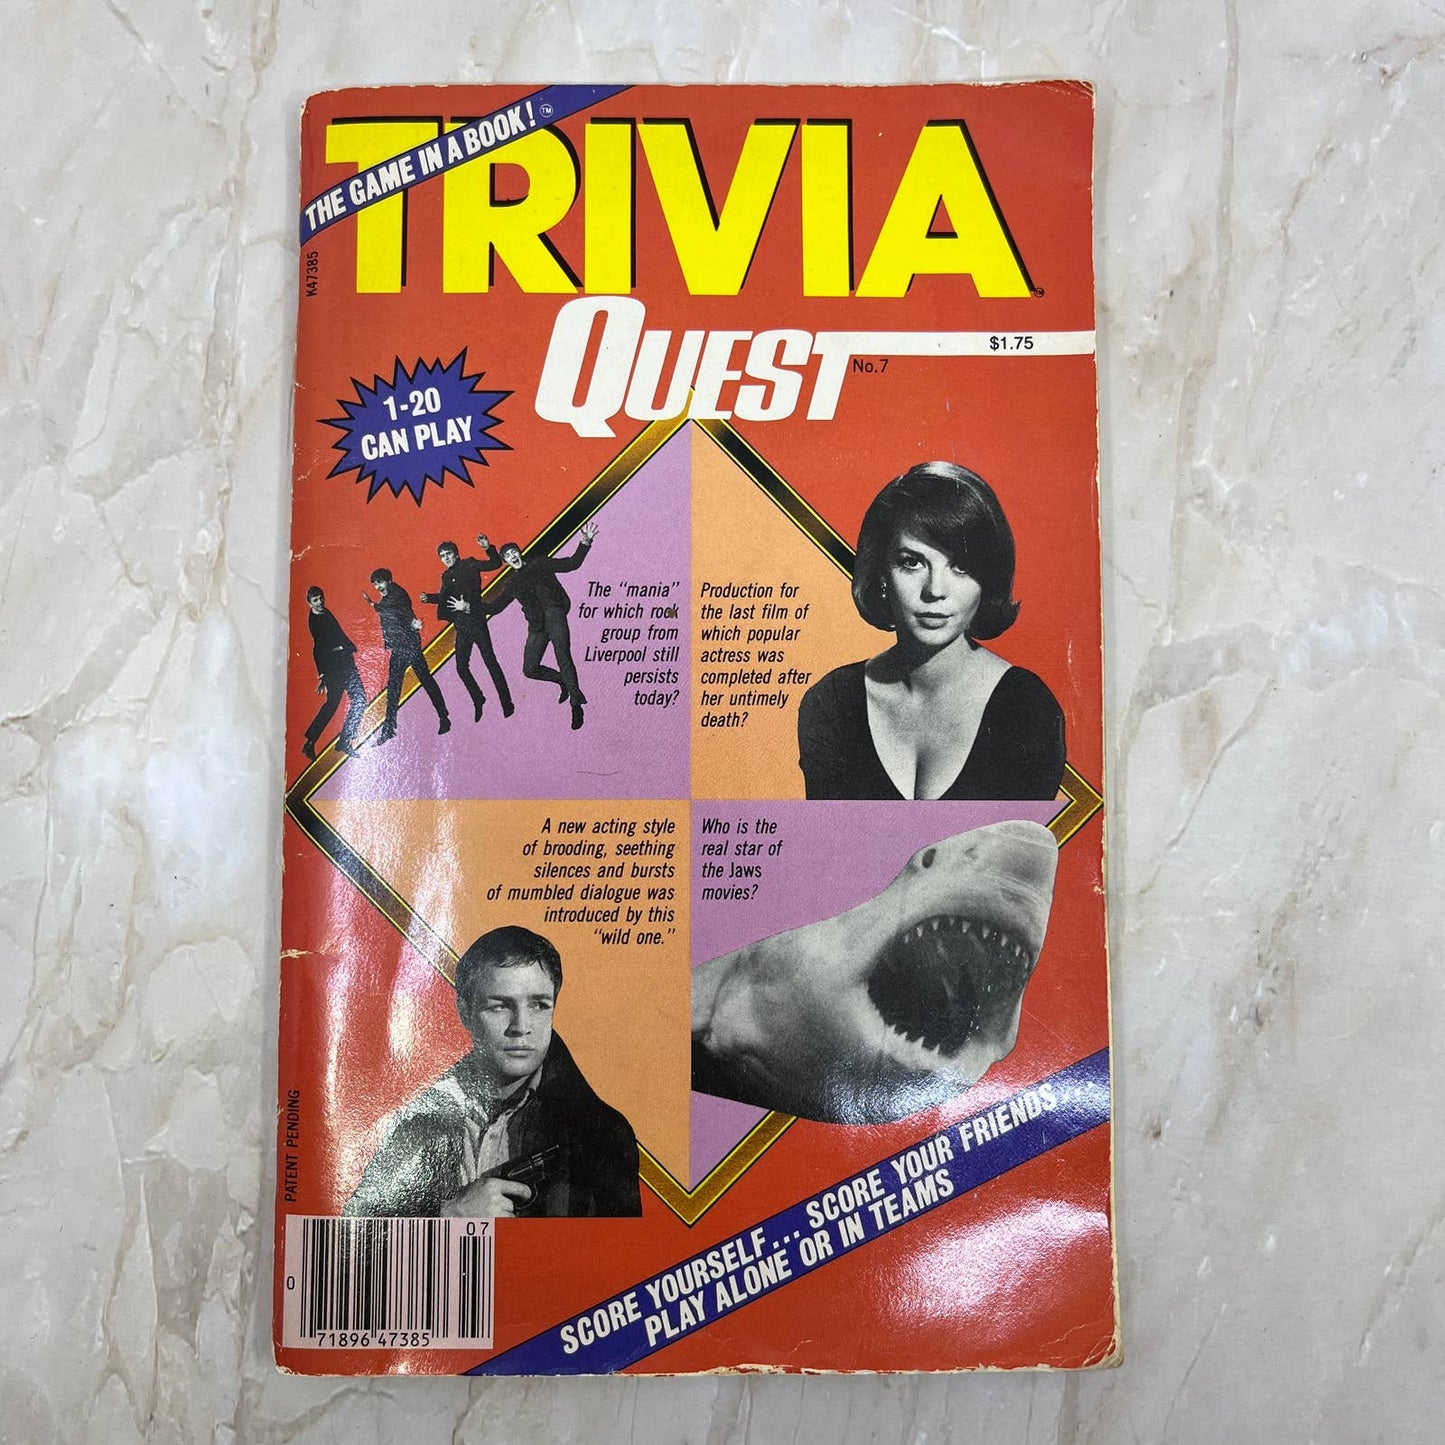 THE GAME IN A BOOK!™
TRIVIA™
QUEST
$1.75
No.7
K47385
1-20
CAN PLAY
The "mania"
for which rock
group from
Liverpool still
persists
today?
Production for
the last film of
which popular
actress was
completed after
her untimely
death?
A new acting style
of brooding, seething
silences and bursts
of mumbled dialogue was
introduced by this
"wild one."
Who is the
real star of
the Jaws
movies?
PATENT PENDING
SCORE YOURSELF... SCORE YOUR FRIENDS...
PLAY ALONE OR IN TEAMS
07
0
71896 47385